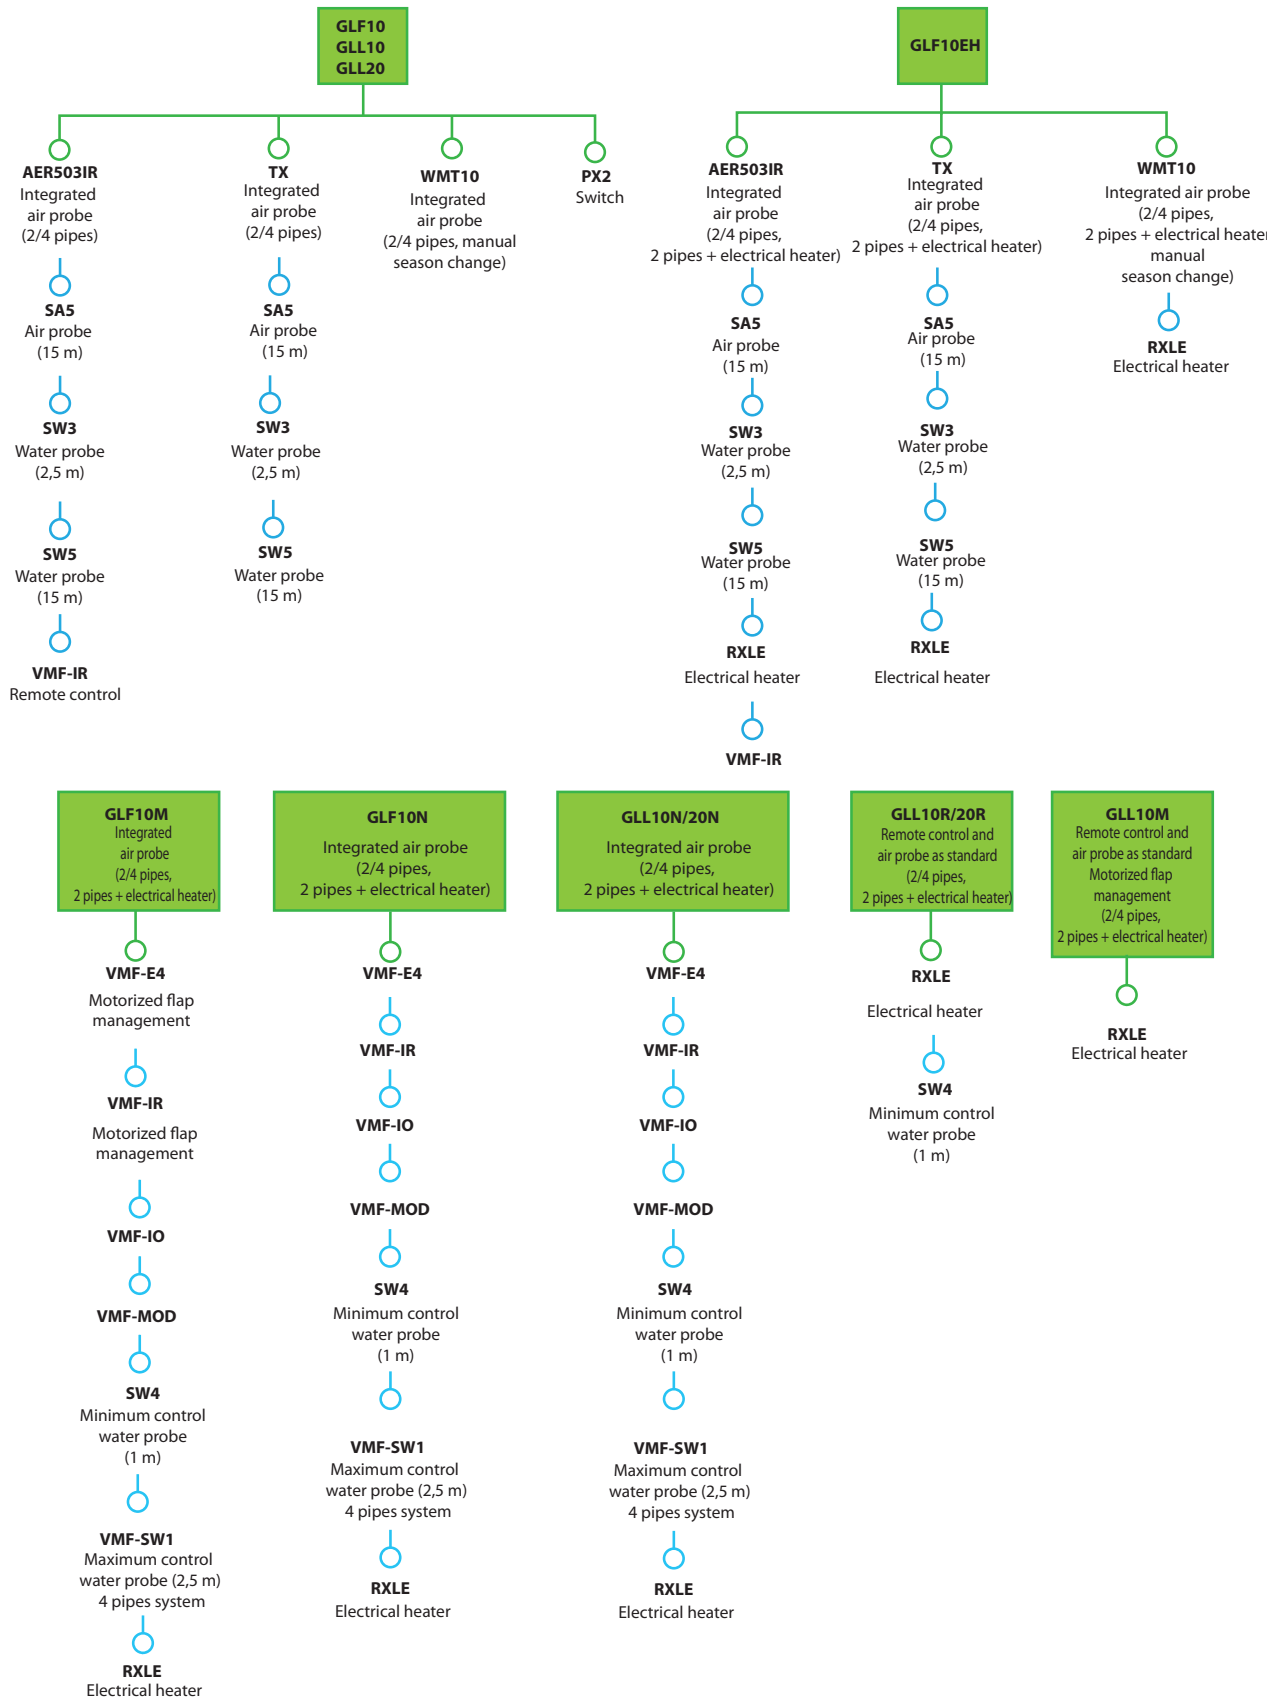 GLF10
GLL10
GLL20
AER503IR
Integrated
air probe
(2/4 pipes)
SA5
Air probe
(15 m)
SW3
Water probe
(2,5 m)
SW5
Water probe
(15 m)
VMF-IR
Remote control
TX
Integrated
air probe
(2/4 pipes)
SA5
Air probe
(15 m)
SW3
Water probe
(2,5 m)
SW5
Water probe
(15 m)
WMT10
Integrated
air probe
(2/4 pipes, manual
season change)
PX2
Switch
GLF10EH
AER503IR
Integrated
air probe
(2/4 pipes,
2 pipes + electrical heater)
SA5
Air probe
(15 m)
SW3
Water probe
(2,5 m)
SW5
Water probe
(15 m)
RXLE
Electrical heater
VMF-IR
TX
Integrated
air probe
(2/4 pipes,
2 pipes + electrical heater)
SA5
Air probe
(15 m)
SW3
Water probe
(2,5 m)
SW5
Water probe
(15 m)
RXLE
Electrical heater
WMT10
Integrated air probe
(2/4 pipes,
2 pipes + electrical heater
manual
season change)
RXLE
Electrical heater
GLF10M
Integrated
air probe
(2/4 pipes,
2 pipes + electrical heater)
VMF-E4
Motorized flap
management
VMF-IR
Motorized flap
management
VMF-IO
VMF-MOD
SW4
Minimum control
water probe
(1 m)
VMF-SW1
Maximum control
water probe (2,5 m)
4 pipes system
RXLE
Electrical heater
GLF10N
Integrated air probe
(2/4 pipes,
2 pipes + electrical heater)
VMF-E4
VMF-IR
VMF-IO
VMF-MOD
SW4
Minimum control
water probe
(1 m)
VMF-SW1
Maximum control
water probe (2,5 m)
4 pipes system
RXLE
Electrical heater
GLL10N/20N
Integrated air probe
(2/4 pipes,
2 pipes + electrical heater)
VMF-E4
VMF-IR
VMF-IO
VMF-MOD
SW4
Minimum control
water probe
(1 m)
VMF-SW1
Maximum control
water probe (2,5 m)
4 pipes system
RXLE
Electrical heater
GLL10R/20R
Remote control and
air probe as standard
(2/4 pipes,
2 pipes + electrical heater)
RXLE
Electrical heater
SW4
Minimum control
water probe
(1 m)
GLL10M
Remote control and
air probe as standard
Motorized flap
management
(2/4 pipes,
2 pipes + electrical heater)
RXLE
Electrical heater